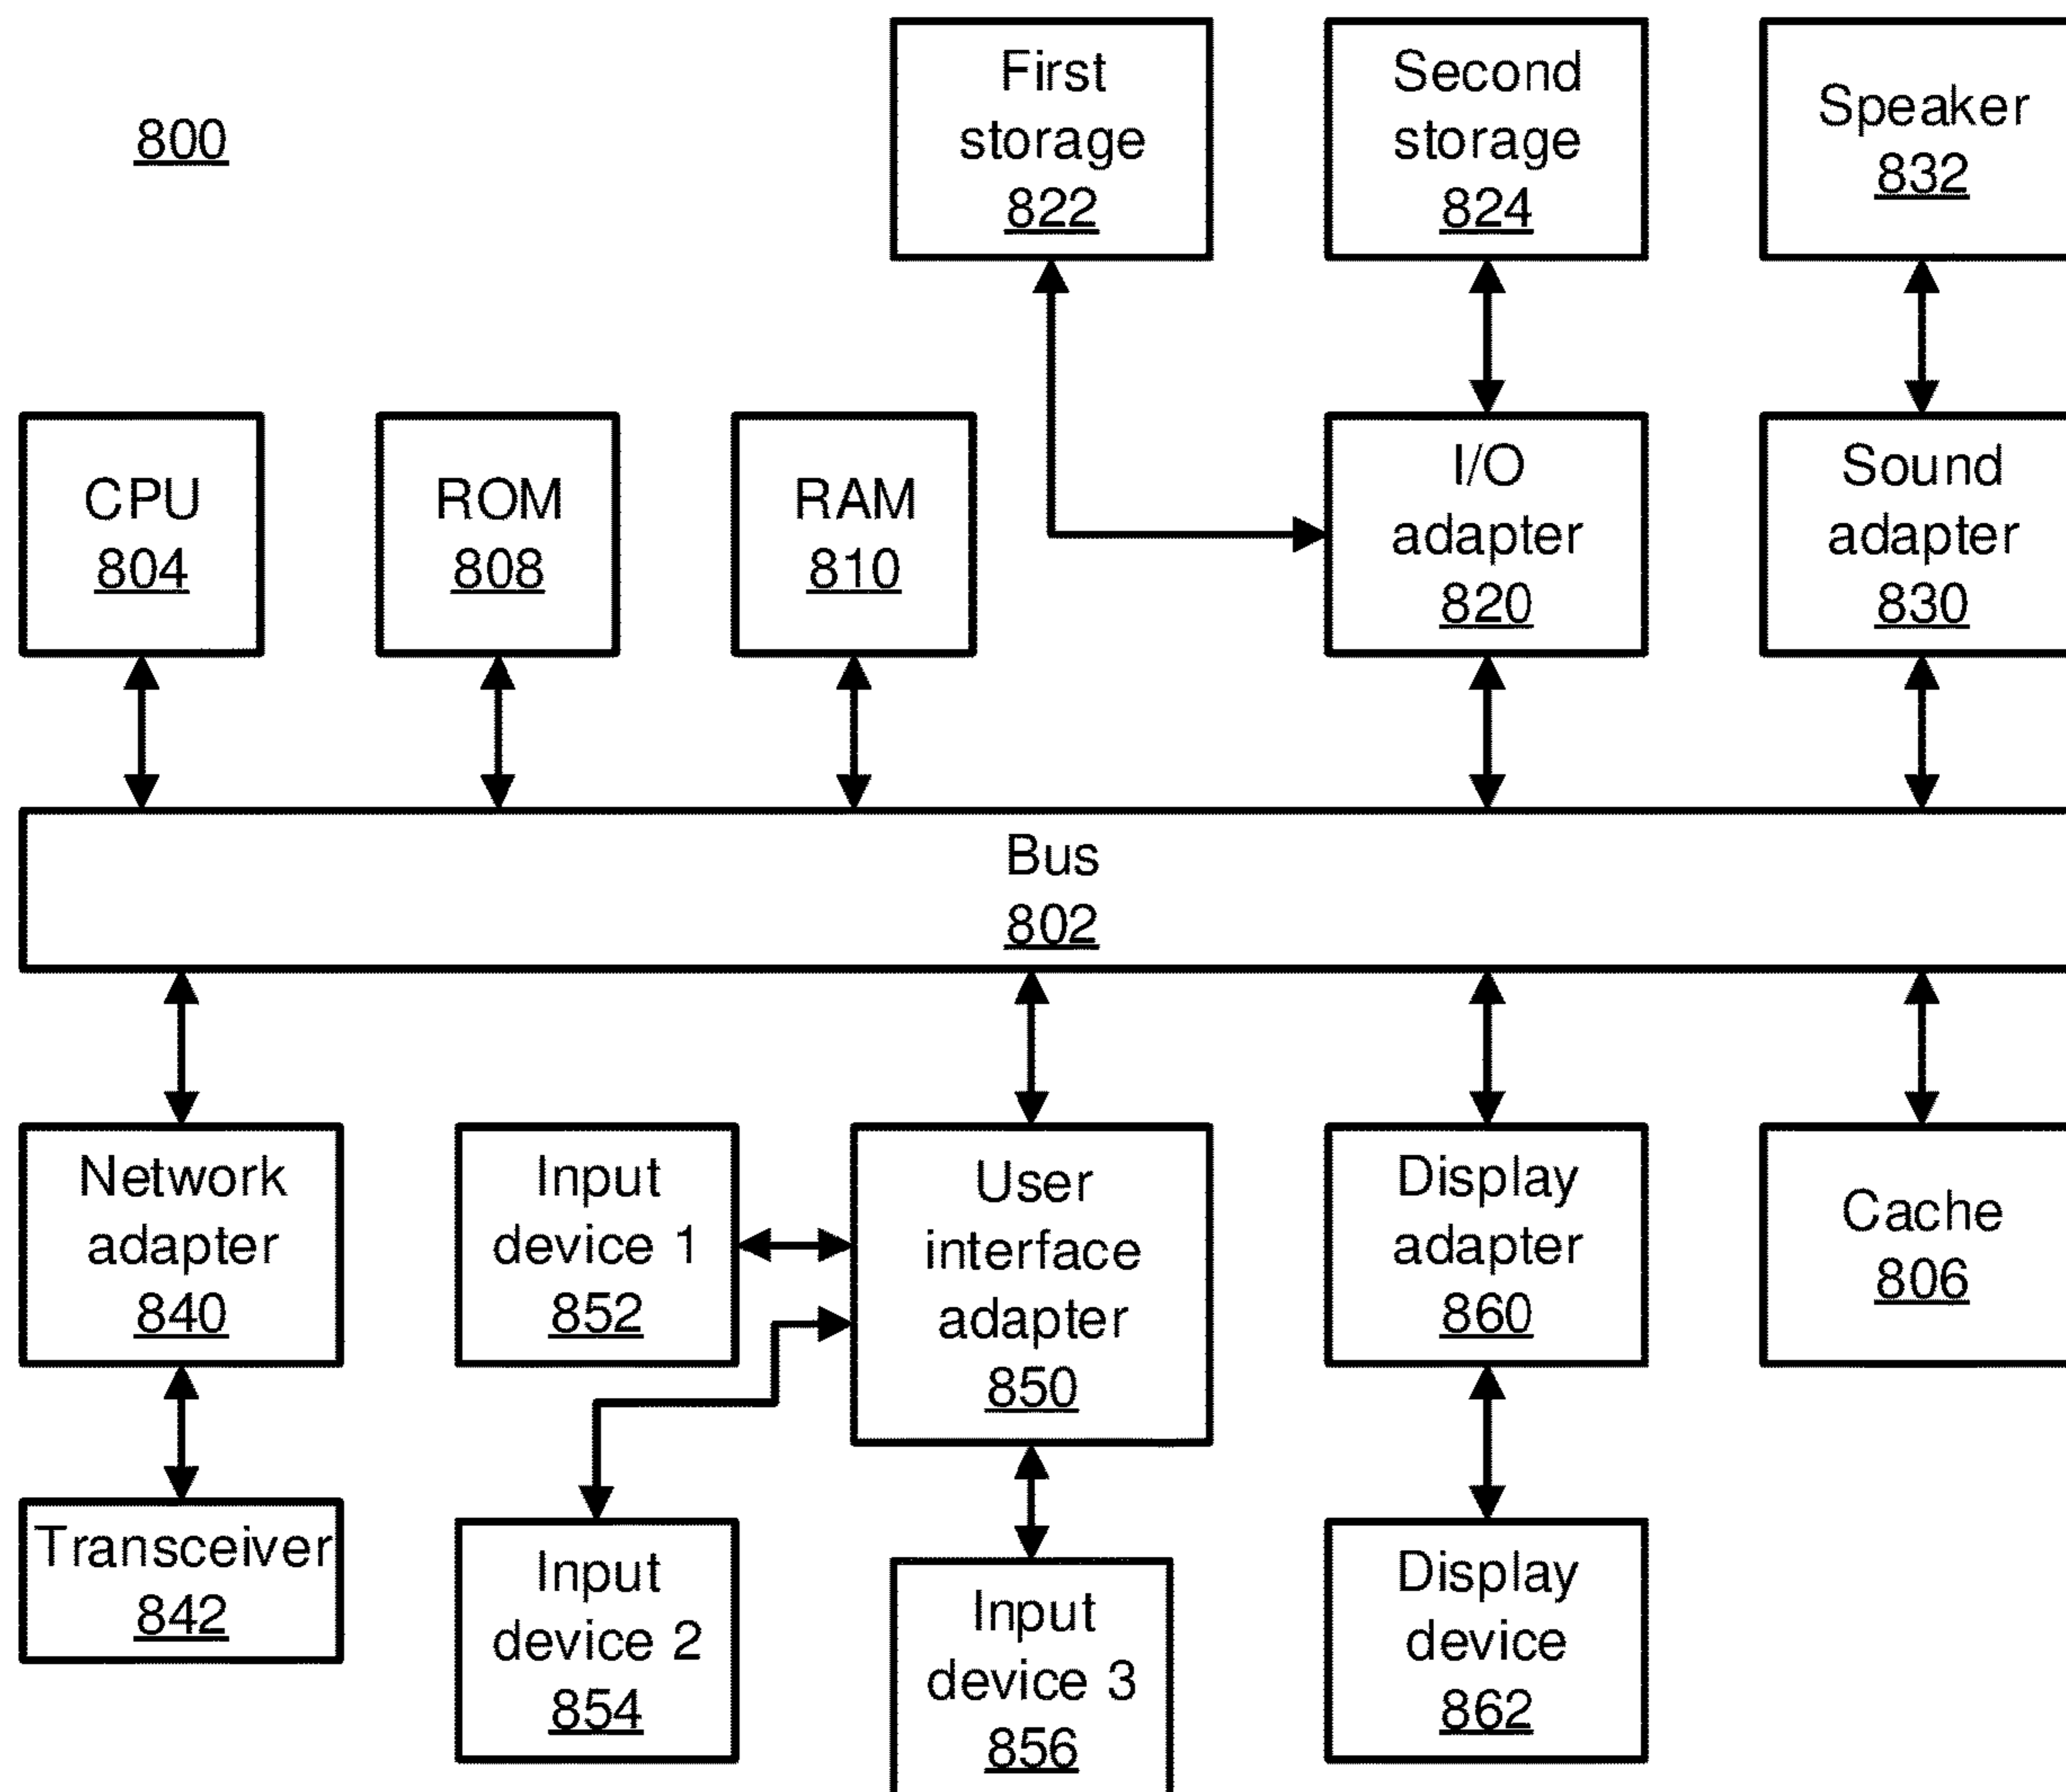 800
First
storage
822
Second
storage
824
Speaker
832
CPU
804
ROM
808
RAM
810
I/O
adapter
820
Sound
adapter
830
Bus
802
Network
adapter
840
Input
device 1
852
User
interface
adapter
850
Display
adapter
860
Cache
806
Transceiver
842
Input
device 2
854
Input
device 3
856
Display
device
862